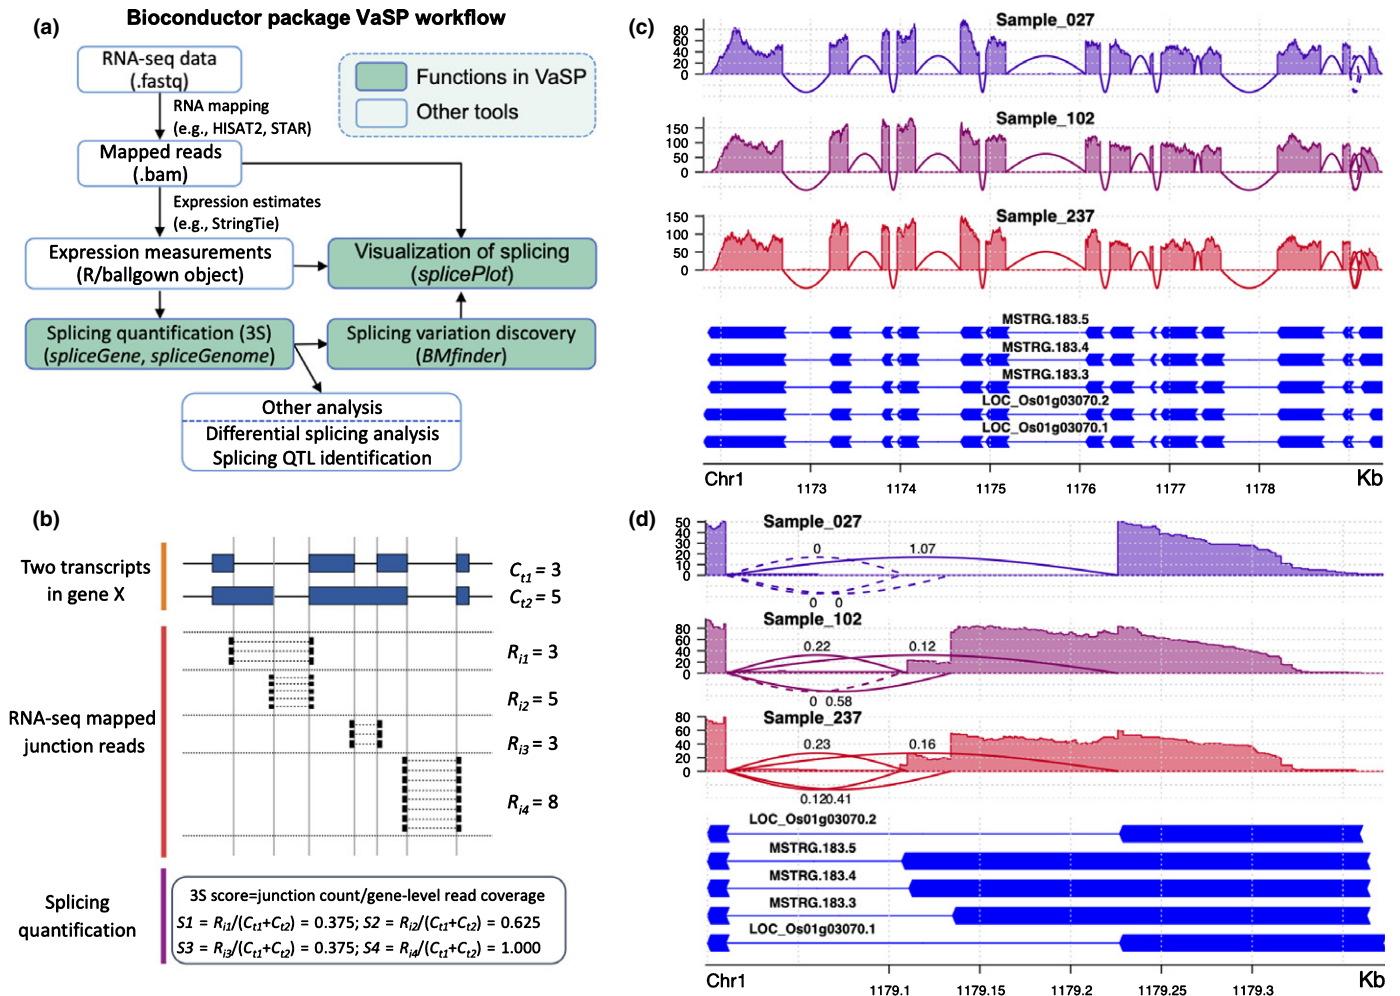 (a)
Bioconductor package VaSP workflow
RNA-seq data
(.fastq)
Functions in VaSP
Other tools
RNA mapping
(e.g., HISAT2, STAR)
Mapped reads
(.bam)
Expression estimates
(e.g., StringTie)
Expression measurements
(R/ballgown object)
Visualization of splicing
(splicePlot)
Splicing quantification (3S)
(spliceGene, spliceGenome)
Splicing variation discovery
(BMfinder)
Other analysis
Differential splicing analysis
Splicing QTL identification
(b)
Two transcripts
in gene X
Ct1 = 3
Ct2 = 5
RNA-seq mapped
junction reads
Ri1 = 3
Ri2 = 5
Ri3 = 3
Ri4 = 8
Splicing
quantification
3S score=junction count/gene-level read coverage
S1 = Ri1/(Ct1+Ct2) = 0.375; S2 = Ri2/(Ct1+Ct2) = 0.625
S3 = Ri3/(Ct1+Ct2) = 0.375; S4 = Ri4/(Ct1+Ct2) = 1.000
(c)
Sample_027
80
60
40
20
0
Sample_102
150
100
50
0
Sample_237
150
100
50
0
MSTRG.183.5
MSTRG.183.4
MSTRG.183.3
LOC_Os01g03070.2
LOC_Os01g03070.1
Chr1 1173 1174 1175 1176 1177 1178 Kb
(d)
Sample_027
50
40
30
20
10
0
0 1.07
0 0
Sample_102
80
60
40
20
0
0.22 0.12
0 0.58
Sample_237
80
60
40
20
0
0.23 0.16
0.12 0.41
LOC_Os01g03070.2
MSTRG.183.5
MSTRG.183.4
MSTRG.183.3
LOC_Os01g03070.1
Chr1 1179.1 1179.15 1179.2 1179.25 1179.3 Kb